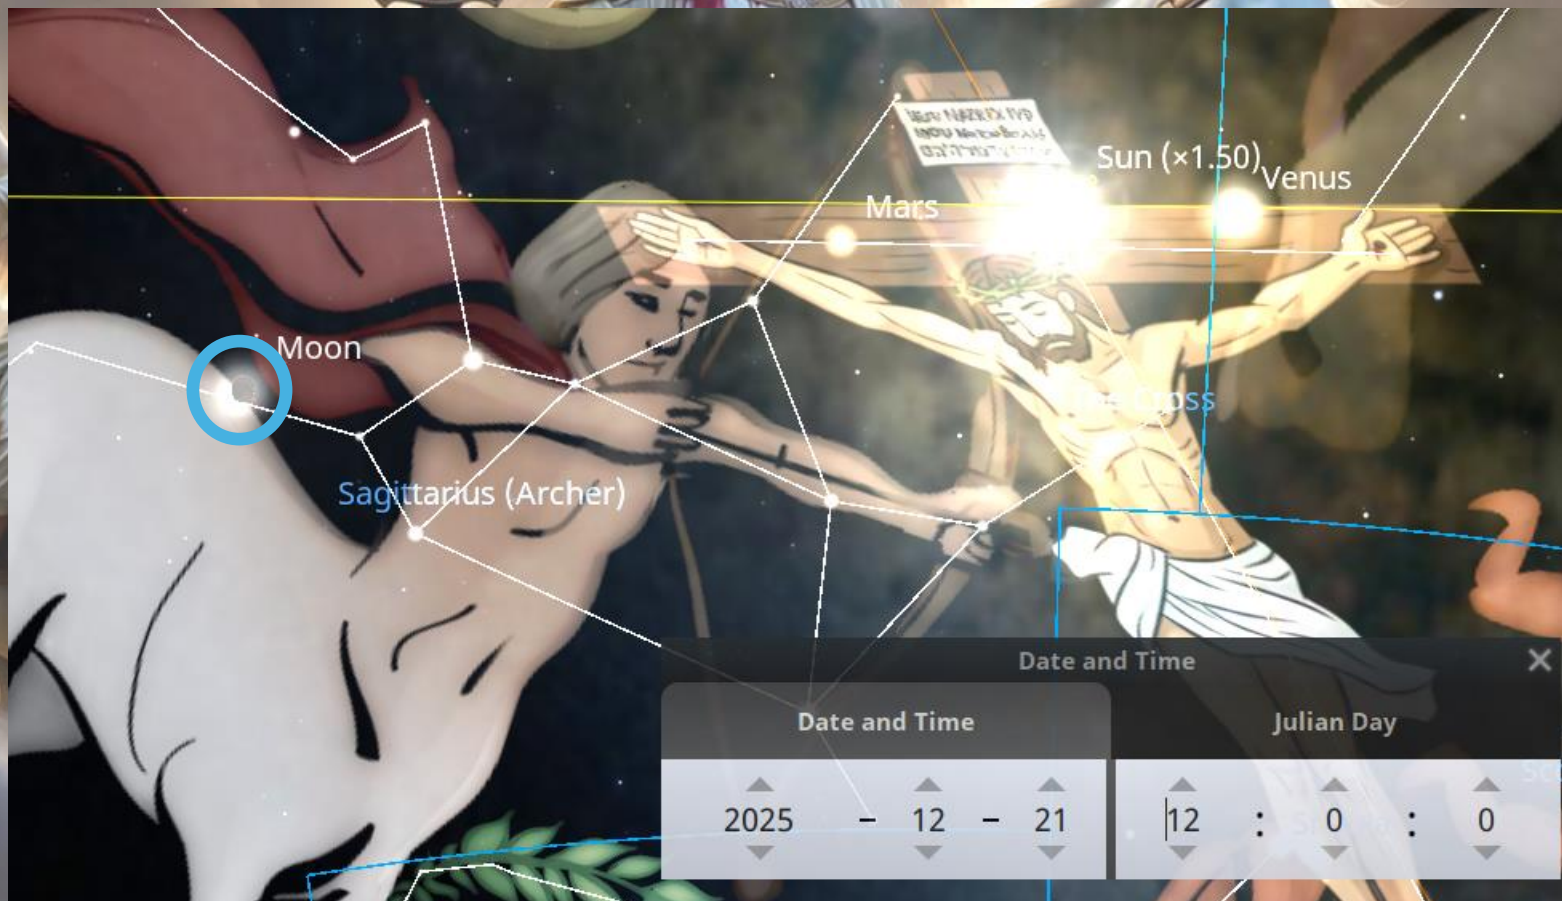 Sun (×1.50)
Venus
Mars
Moon
Sagittarius (Archer)
Cross
Date and Time
Date and Time
Julian Day
2025 - 12 - 21
12 : 0 : 0